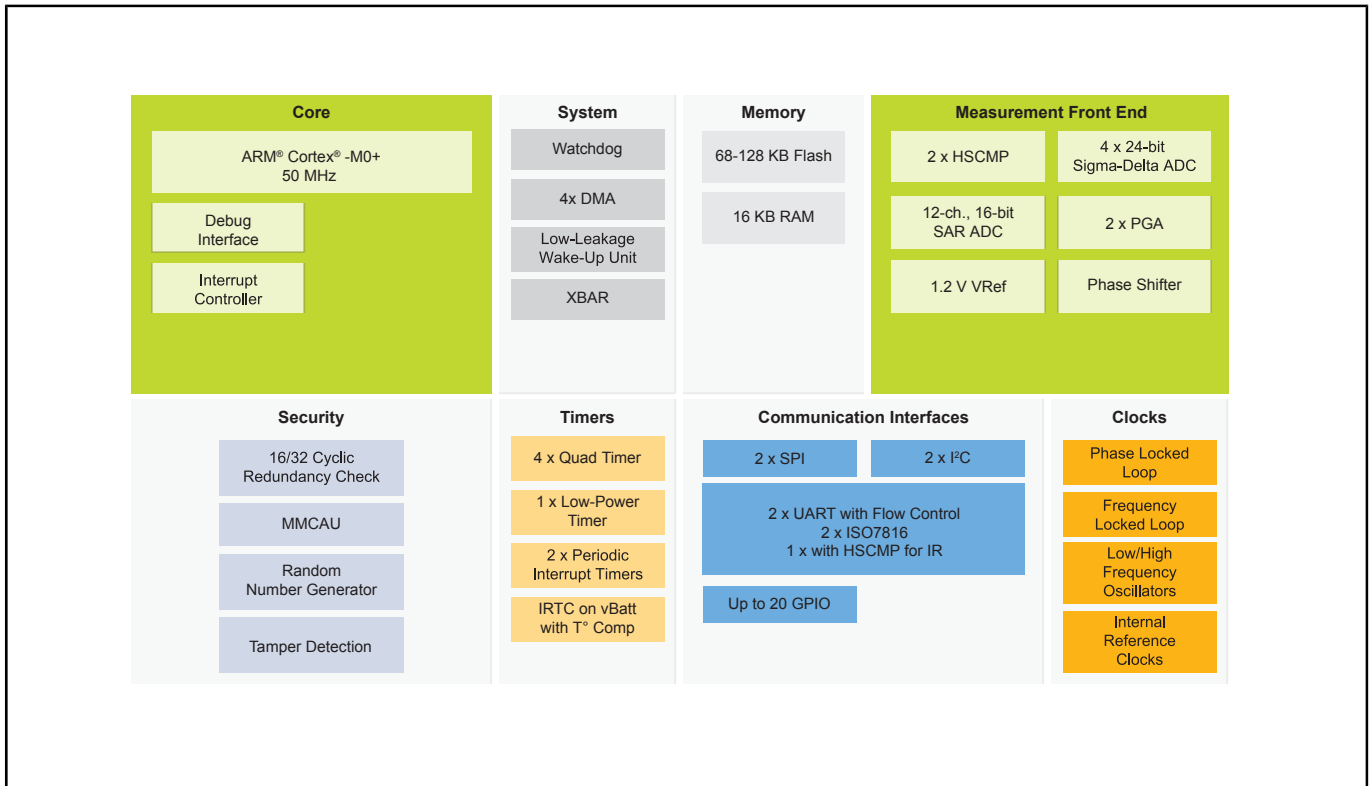 Core
ARM® Cortex® -M0+
50 MHz
Debug
Interface
Interrupt
Controller
System
Watchdog
4x DMA
Low-Leakage
Wake-Up Unit
XBAR
Memory
68-128 KB Flash
16 KB RAM
Measurement Front End
2 x HSCMP
4 x 24-bit
Sigma-Delta ADC
12-ch., 16-bit
SAR ADC
2 x PGA
1.2 V VRef
Phase Shifter
Security
16/32 Cyclic
Redundancy Check
MMCAU
Random
Number Generator
Tamper Detection
Timers
4 x Quad Timer
1 x Low-Power
Timer
2 x Periodic
Interrupt Timers
IRTC on vBatt
with T° Comp
Communication Interfaces
2 x SPI
2 x I²C
2 x UART with Flow Control
2 x ISO7816
1 x with HSCMP for IR
Up to 20 GPIO
Clocks
Phase Locked
Loop
Frequency
Locked Loop
Low/High
Frequency
Oscillators
Internal
Reference
Clocks